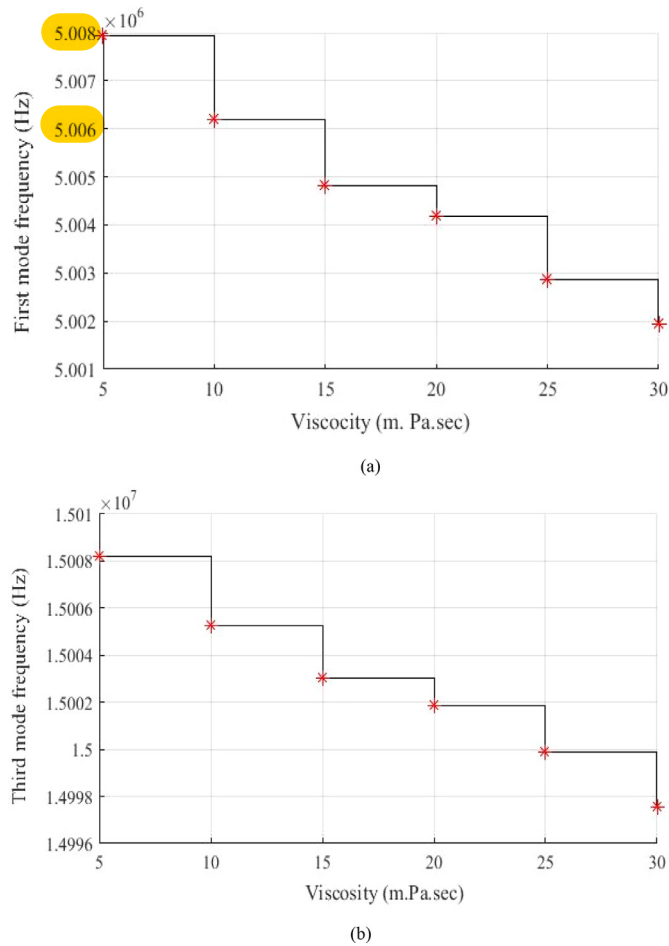 ×10⁶
5.008
5.007
5.006
5.005
5.004
5.003
5.002
5.001
First mode frequency (Hz)
5 10 15 20 25 30
Viscocity (m. Pa.sec)
(a)
×10⁷
1.501
1.5008
1.5006
1.5004
1.5002
1.5
1.4998
1.4996
Third mode frequency (Hz)
5 10 15 20 25 30
Viscosity (m.Pa.sec)
(b)